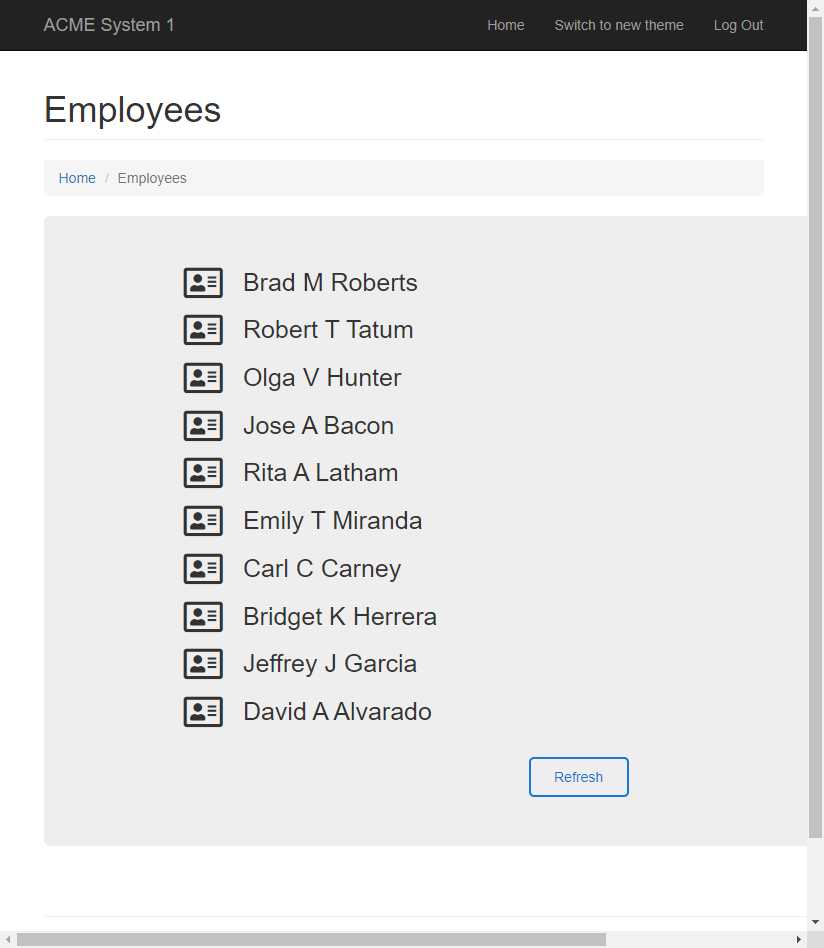 ACME System 1 Home Switch to new theme Log Out
Employees
Home / Employees
Brad M Roberts
Robert T Tatum
Olga V Hunter
Jose A Bacon
Rita A Latham
Emily T Miranda
Carl C Carney
Bridget K Herrera
Jeffrey J Garcia
David A Alvarado
Refresh